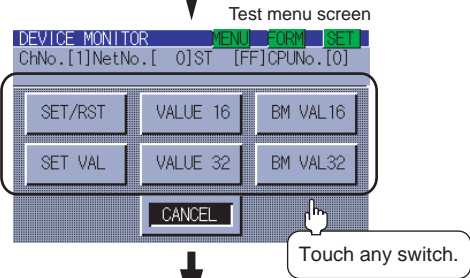 Test menu screen
DEVICE MONITOR MENU FORM SET
ChNo.[1]NetNo.[ 0]ST [FF]CPUNo.[0]
SET/RST VALUE 16 BM VAL16
SET VAL VALUE 32 BM VAL32
CANCEL
Touch any switch.